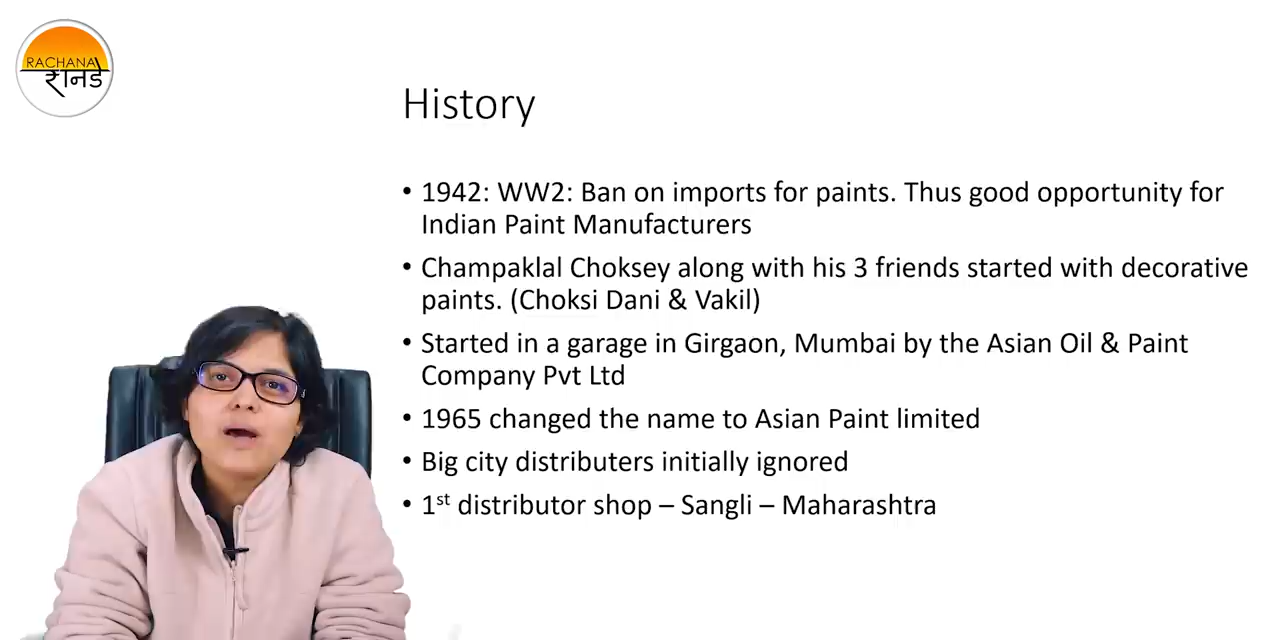 RACHANA
रानडे
History
• 1942: WW2: Ban on imports for paints. Thus good opportunity for
Indian Paint Manufacturers
• Champaklal Choksey along with his 3 friends started with decorative
paints. (Choksi Dani & Vakil)
• Started in a garage in Girgaon, Mumbai by the Asian Oil & Paint
Company Pvt Ltd
• 1965 changed the name to Asian Paint limited
• Big city distributers initially ignored
• 1st distributor shop – Sangli – Maharashtra